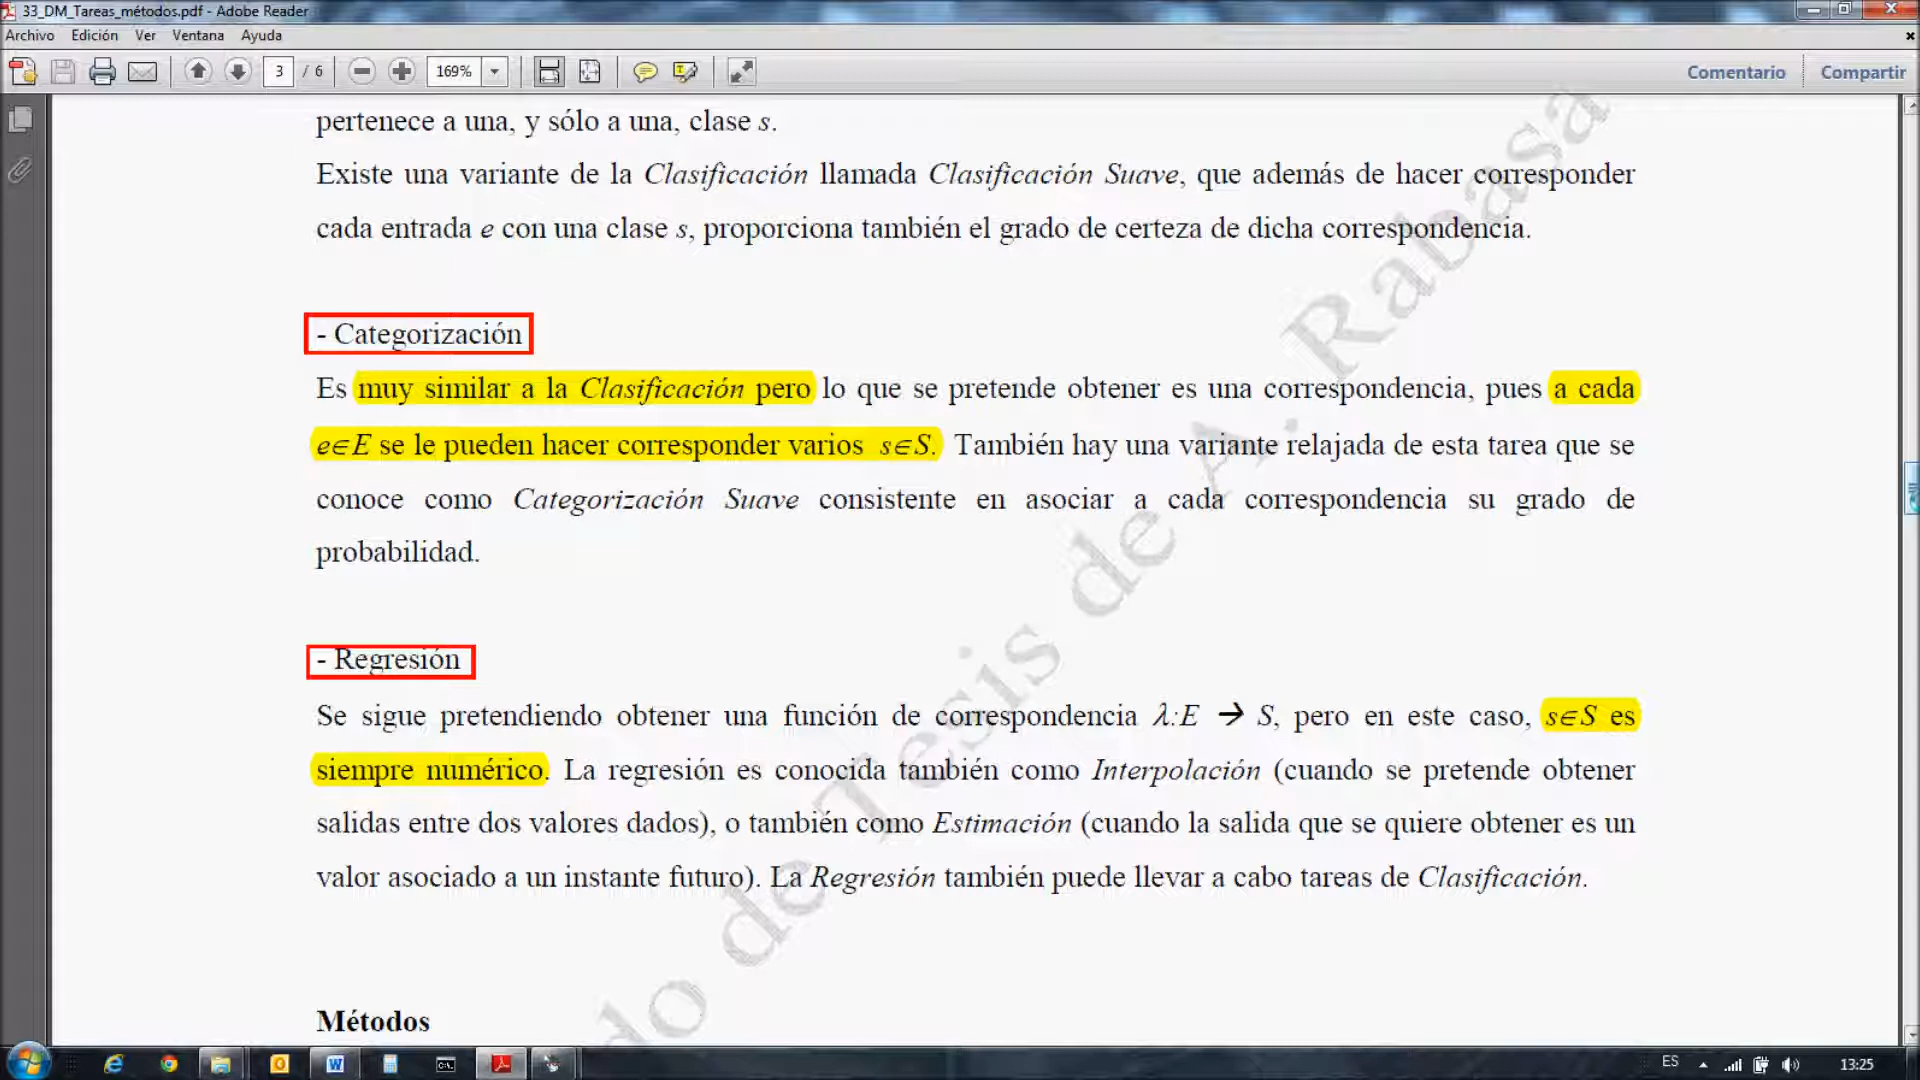 33_DM_Tareas_métodos.pdf - Adobe Reader
Archivo Edición Ver Ventana Ayuda
3 / 6 169% Comentario Compartir
pertenece a una, y sólo a una, clase s.
Existe una variante de la Clasificación llamada Clasificación Suave, que además de hacer corresponder
cada entrada e con una clase s, proporciona también el grado de certeza de dicha correspondencia.
- Categorización
Es muy similar a la Clasificación pero lo que se pretende obtener es una correspondencia, pues a cada
e∈E se le pueden hacer corresponder varios s∈S. También hay una variante relajada de esta tarea que se
conoce como Categorización Suave consistente en asociar a cada correspondencia su grado de
probabilidad.
- Regresión
Se sigue pretendiendo obtener una función de correspondencia λ:E → S, pero en este caso, s∈S es
siempre numérico. La regresión es conocida también como Interpolación (cuando se pretende obtener
salidas entre dos valores dados), o también como Estimación (cuando la salida que se quiere obtener es un
valor asociado a un instante futuro). La Regresión también puede llevar a cabo tareas de Clasificación.
Métodos
do de Tesis de A. Rabasa
ES 13:25